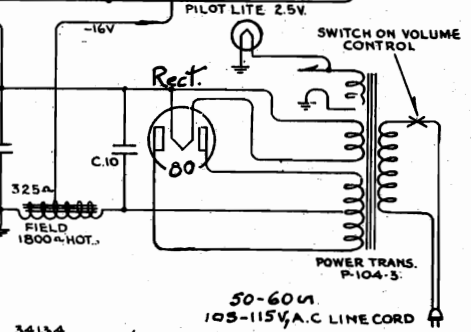 PILOT LITE 2.5V.
-16V
SWITCH ON VOLUME
CONTROL
Rect.
C.10
80
325Ω
FIELD
1800Ω HOT.
POWER TRANS.
P-104-3.
50-60∿
105-115V, A.C LINE CORD
34134